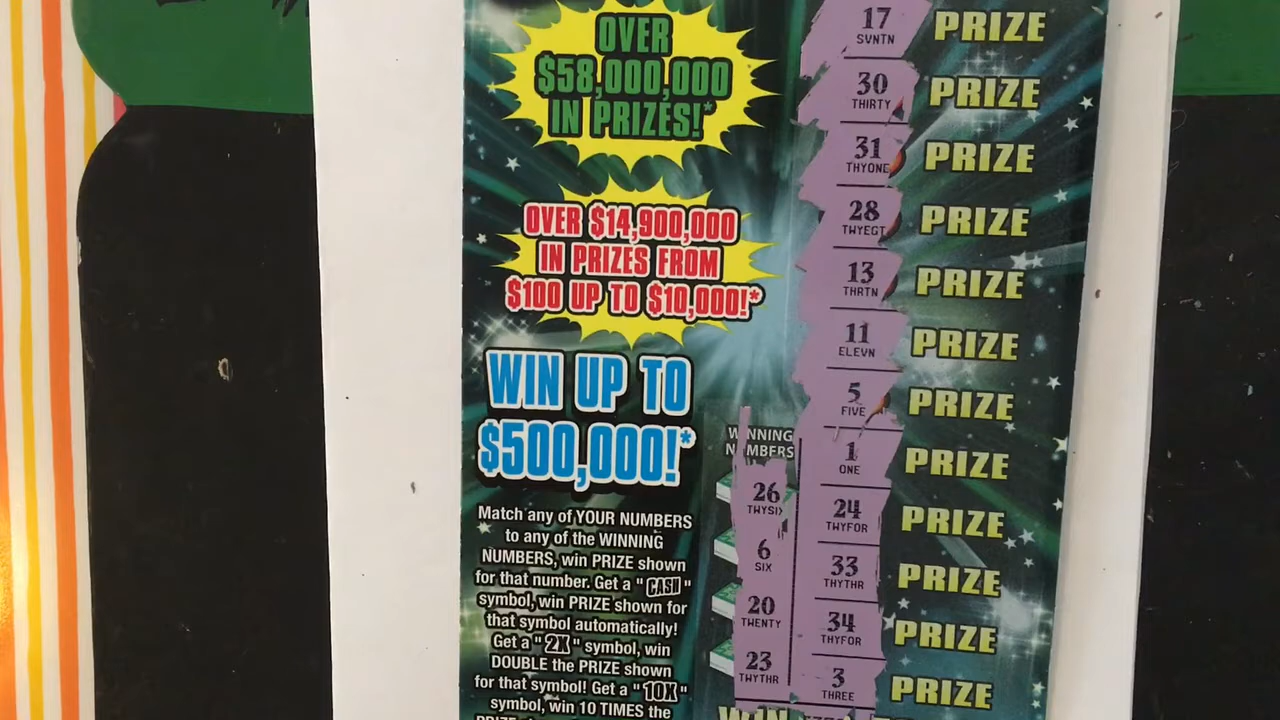 OVER
$58,000,000
IN PRIZES!*
OVER $14,900,000
IN PRIZES FROM
$100 UP TO $10,000!*
WIN UP TO
$500,000!*
Match any of YOUR NUMBERS
to any of the WINNING
NUMBERS, win PRIZE shown
for that number. Get a "CASH"
symbol, win PRIZE shown for
that symbol automatically!
Get a "2X" symbol, win
DOUBLE the PRIZE shown
for that symbol! Get a "10X"
symbol, win 10 TIMES the
WINNING
NUMBERS
26
TWYSIX
6
SIX
20
TWENTY
23
TWYTHR
17 PRIZE
SVNTN
30 PRIZE
THIRTY
31 PRIZE
THYONE
28 PRIZE
TWYEGT
13 PRIZE
THRTN
11 PRIZE
ELEVN
5 PRIZE
FIVE
1 PRIZE
ONE
24 PRIZE
TWYFOR
33 PRIZE
THYTHR
34 PRIZE
THYFOR
3 PRIZE
THREE
WIN